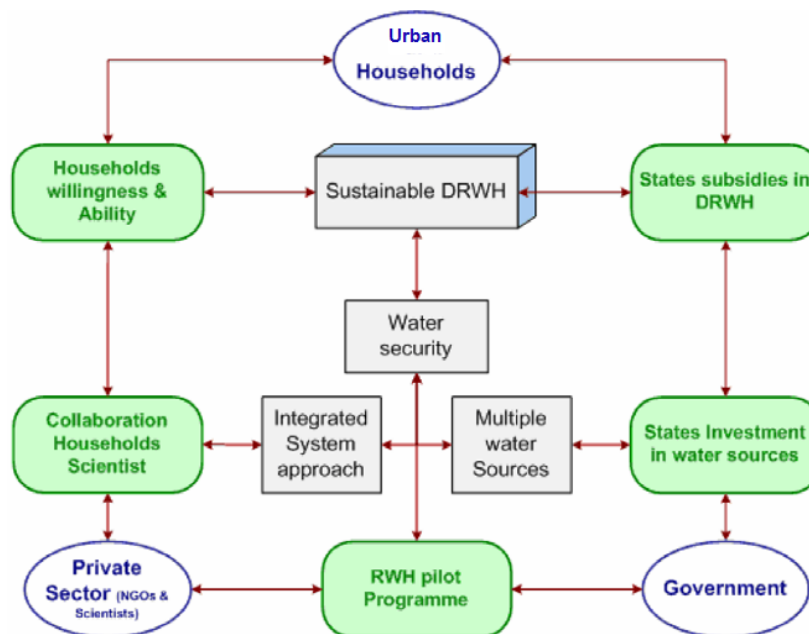 Urban
Households
Households
willingness &
Ability
Sustainable DRWH
States subsidies in
DRWH
Water
security
Collaboration
Households
Scientist
Integrated
System
approach
Multiple
water
Sources
States Investment
in water sources
Private
Sector (NGOs &
Scientists)
RWH pilot
Programme
Government